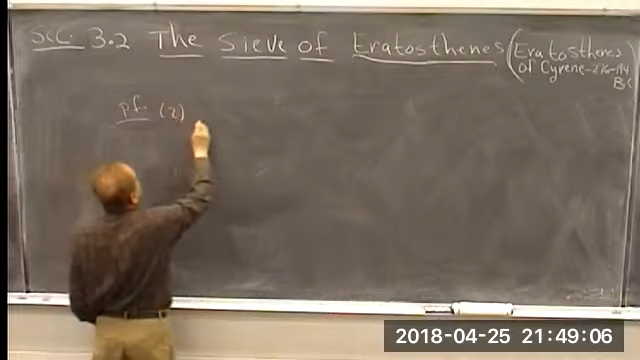 Sec. 3.2 The Sieve of Eratosthenes (Eratosthenes
of Cyrene-276-194
BC
pf. (2)
2018-04-25 21:49:06